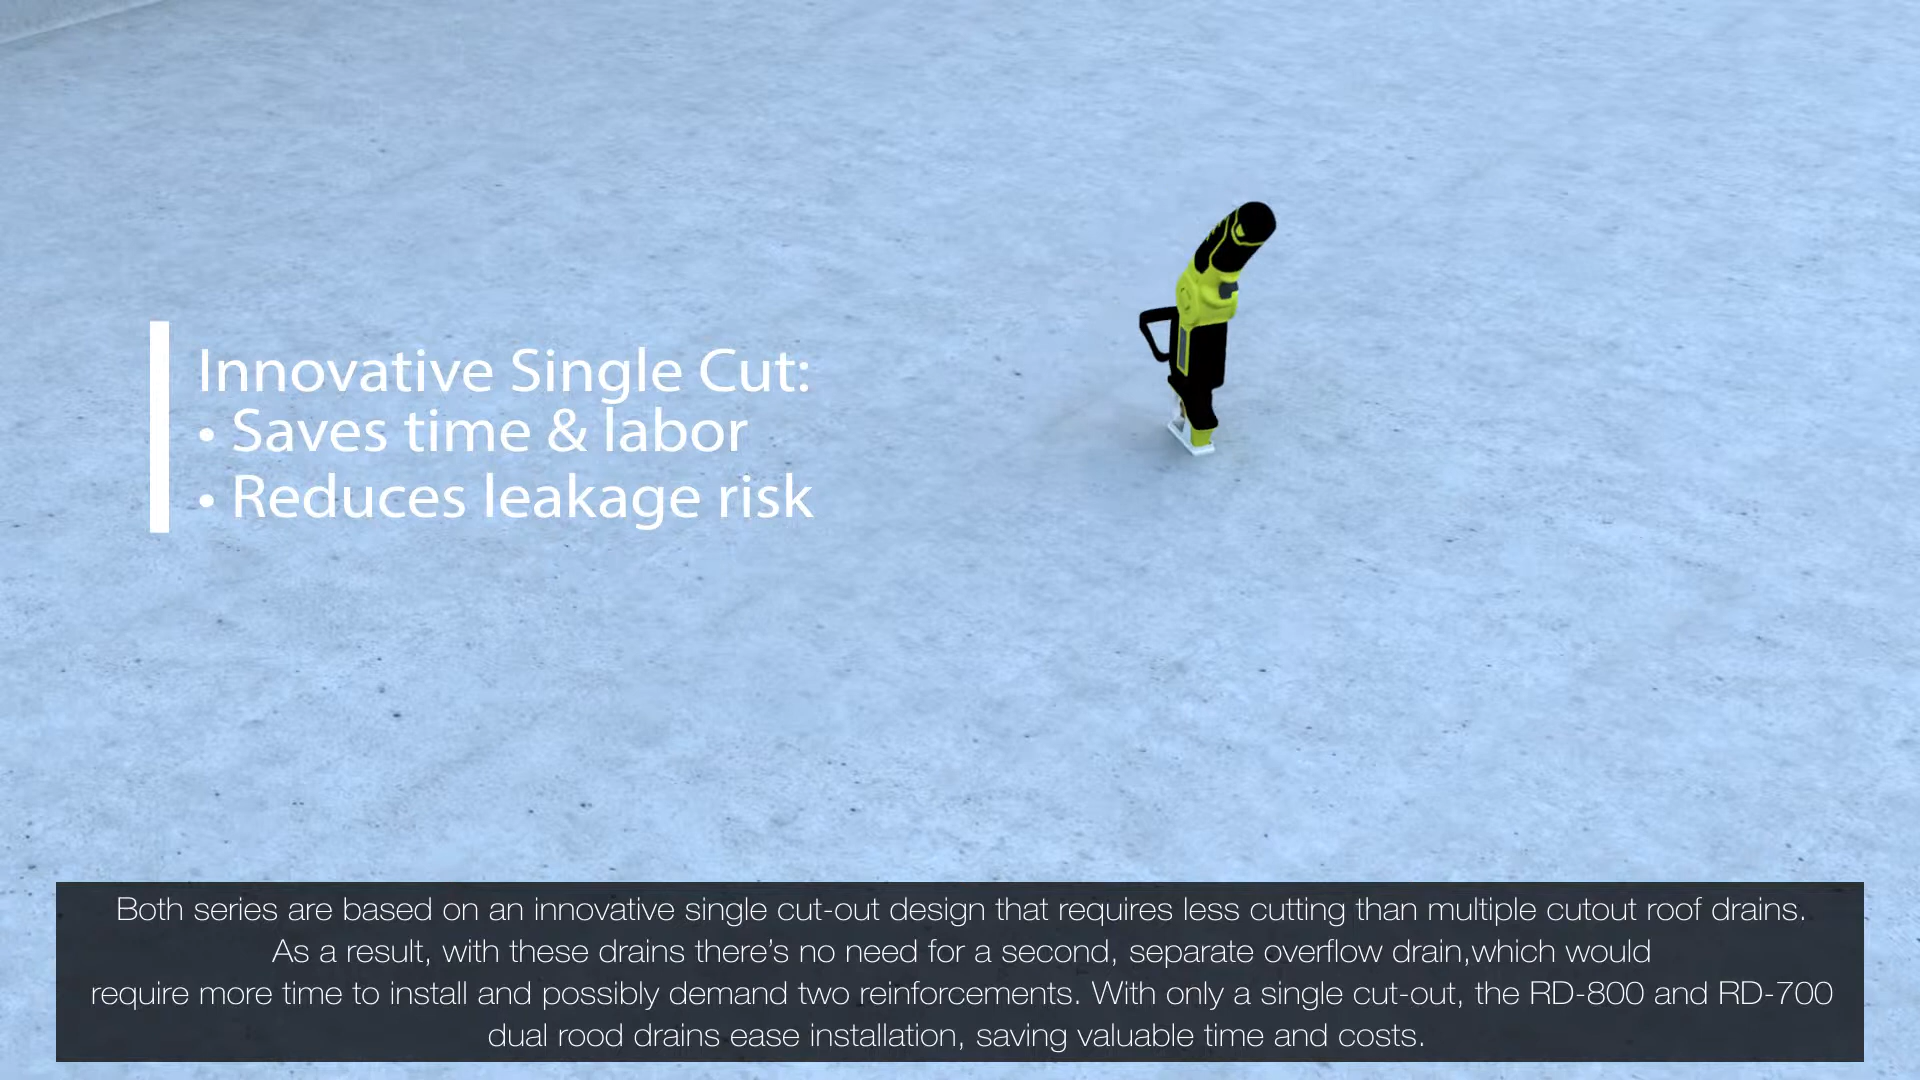 Innovative Single Cut:
• Saves time & labor
• Reduces leakage risk
Both series are based on an innovative single cut-out design that requires less cutting than multiple cutout roof drains.
As a result, with these drains there’s no need for a second, separate overflow drain,which would
require more time to install and possibly demand two reinforcements. With only a single cut-out, the RD-800 and RD-700
dual rood drains ease installation, saving valuable time and costs.